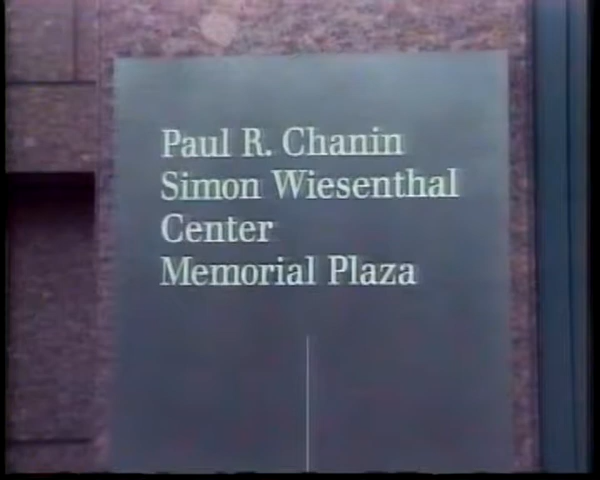 Paul R. Chanin
Simon Wiesenthal
Center
Memorial Plaza